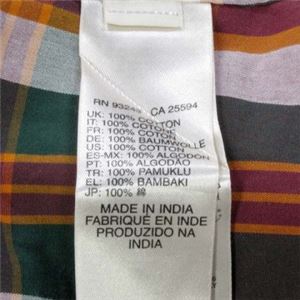 RN 93243 CA 25594
UK: 100% COTTON
IT: 100% COTONE
FR: 100% COTON
DE: 100% BAUMWOLLE
US: 100% COTTON
ES-MX: 100% ALGODON
PT: 100% ALGODÃO
TR: 100% PAMUKLU
EL: 100% BAMBAKI
JP: 100% 綿
MADE IN INDIA
FABRIQUÉ EN INDE
PRODUZIDO NA
INDIA